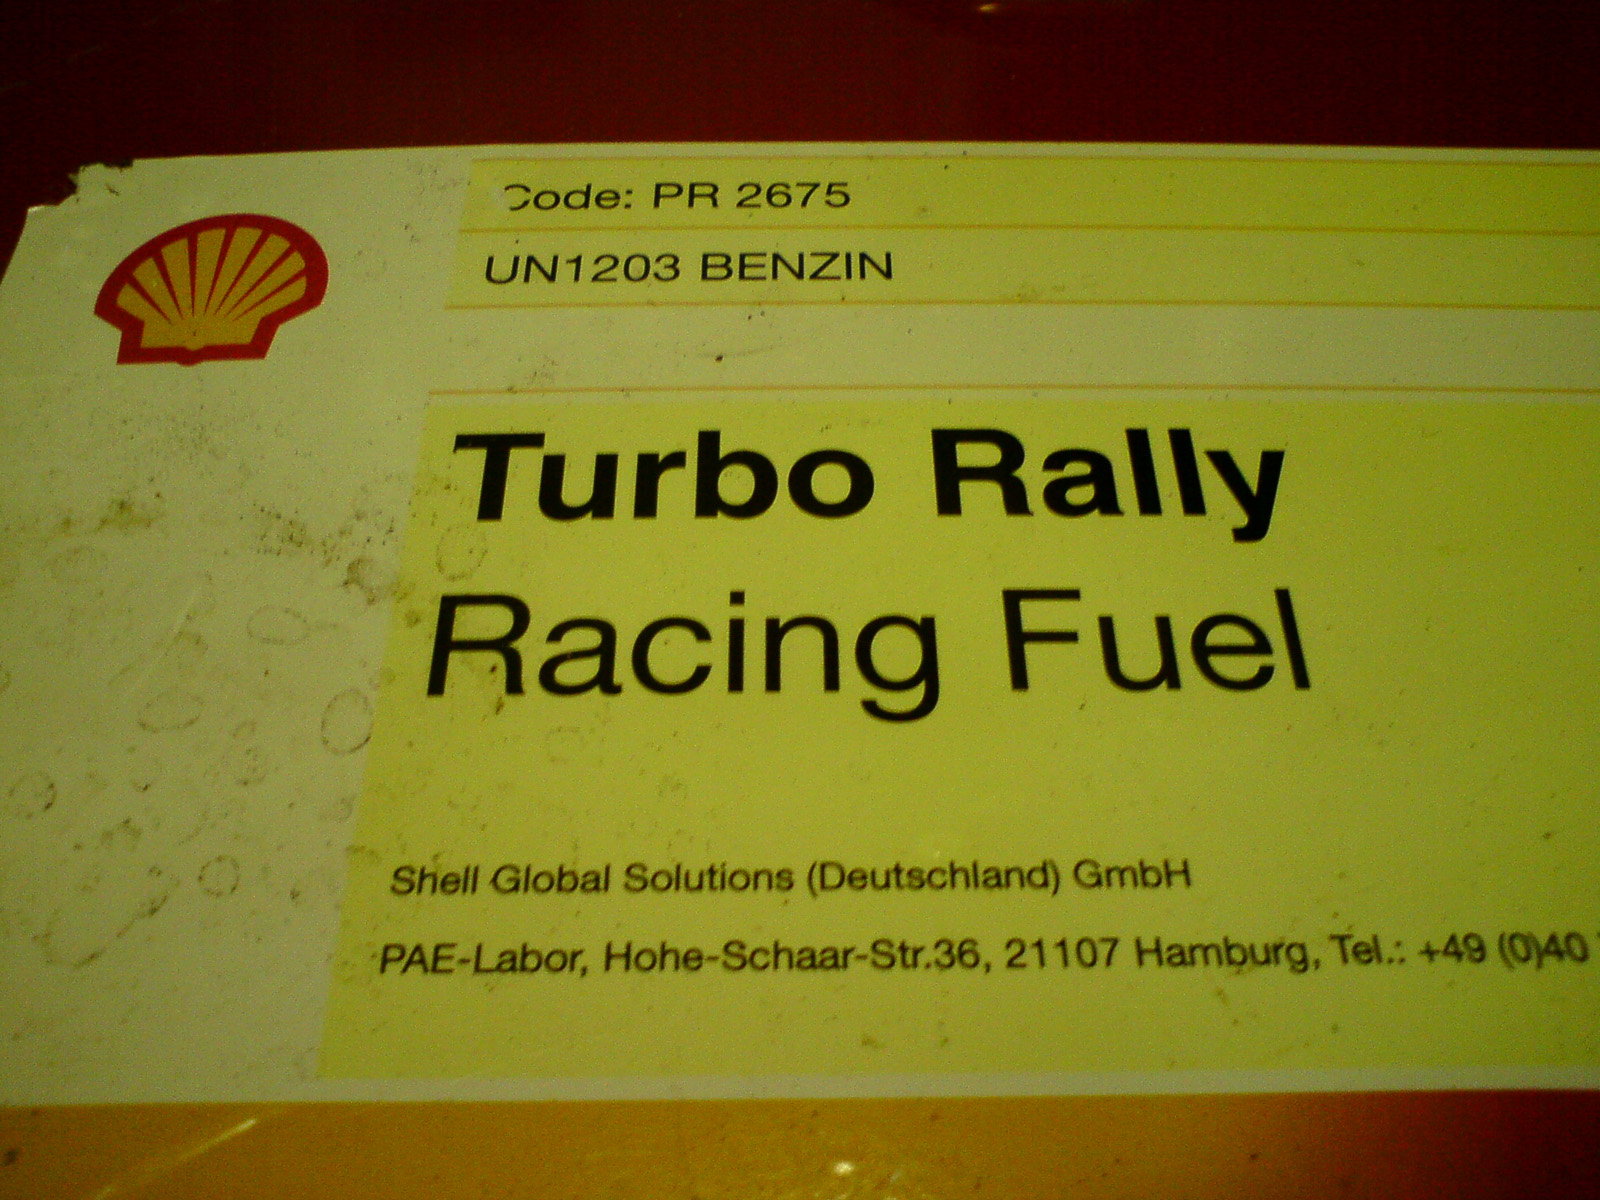 Code: PR 2675
UN1203 BENZIN
Turbo Rally
Racing Fuel
Shell Global Solutions (Deutschland) GmbH
PAE-Labor, Hohe-Schaar-Str.36, 21107 Hamburg, Tel.: +49 (0)40